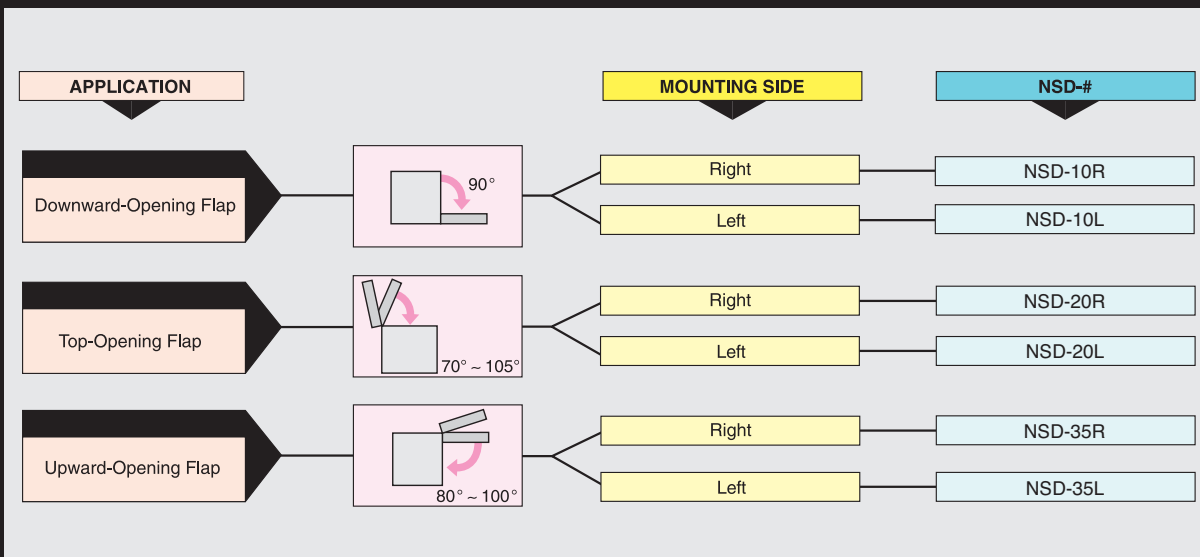 APPLICATION
MOUNTING SIDE
NSD-#
Downward-Opening Flap
90°
Right
NSD-10R
Left
NSD-10L
Top-Opening Flap
70° ~ 105°
Right
NSD-20R
Left
NSD-20L
Upward-Opening Flap
80° ~ 100°
Right
NSD-35R
Left
NSD-35L